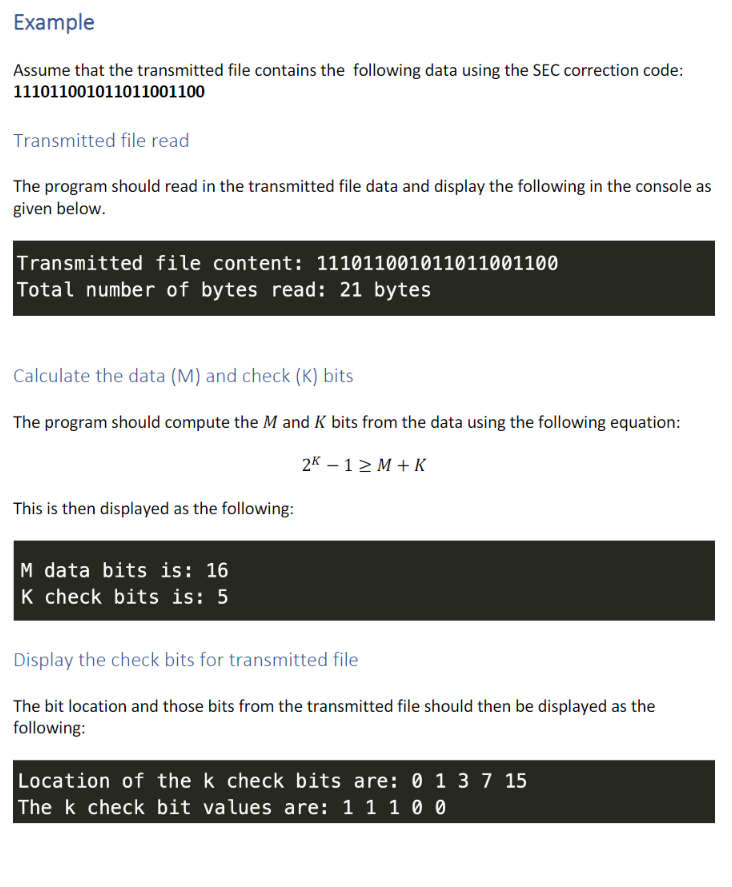 Example
Assume that the transmitted file contains the following data using the SEC correction code:
111011001011011001100
Transmitted file read
The program should read in the transmitted file data and display the following in the console as
given below.
Transmitted file content: 111011001011011001100
Total number of bytes read: 21 bytes
Calculate the data (M) and check (K) bits
The program should compute the M and K bits from the data using the following equation:
2^K − 1 ≥ M + K
This is then displayed as the following:
M data bits is: 16
K check bits is: 5
Display the check bits for transmitted file
The bit location and those bits from the transmitted file should then be displayed as the
following:
Location of the k check bits are: 0 1 3 7 15
The k check bit values are: 1 1 1 0 0